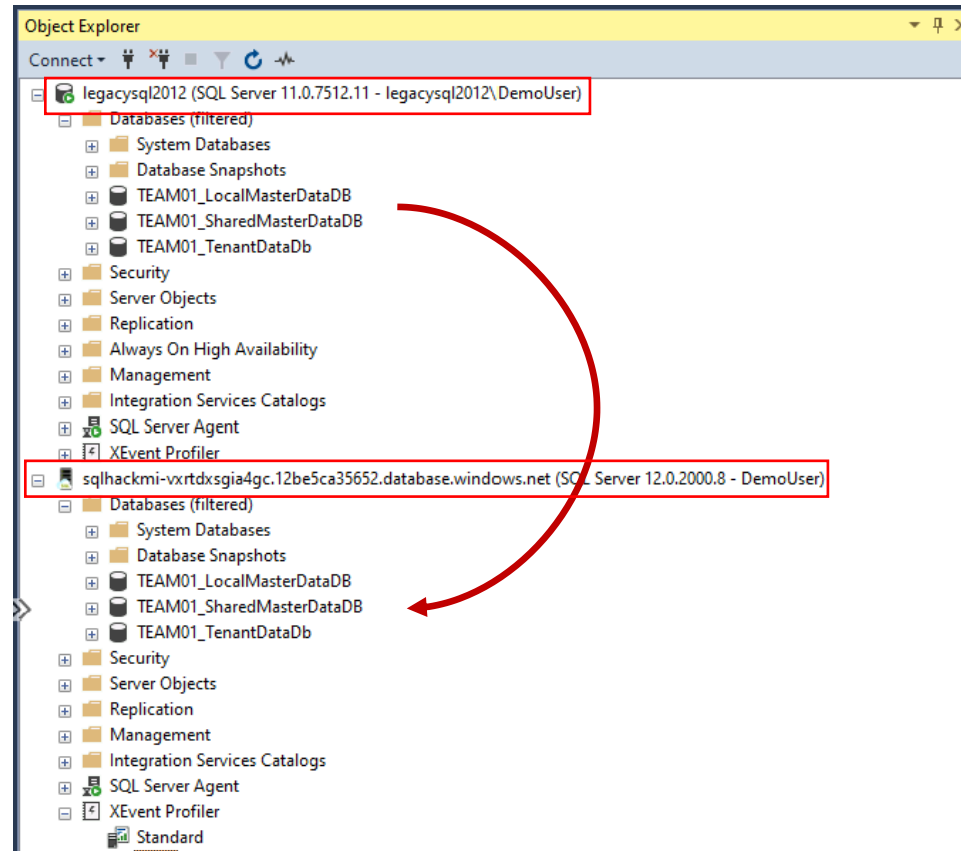 Object Explorer
Connect
legacysql2012 (SQL Server 11.0.7512.11 - legacysql2012\DemoUser)
Databases (filtered)
System Databases
Database Snapshots
TEAM01_LocalMasterDataDB
TEAM01_SharedMasterDataDB
TEAM01_TenantDataDb
Security
Server Objects
Replication
Always On High Availability
Management
Integration Services Catalogs
SQL Server Agent
XEvent Profiler
sqlhackmi-vxrtdxsgia4gc.12be5ca35652.database.windows.net (SQL Server 12.0.2000.8 - DemoUser)
Databases (filtered)
System Databases
Database Snapshots
TEAM01_LocalMasterDataDB
TEAM01_SharedMasterDataDB
TEAM01_TenantDataDb
Security
Server Objects
Replication
Management
Integration Services Catalogs
SQL Server Agent
XEvent Profiler
Standard